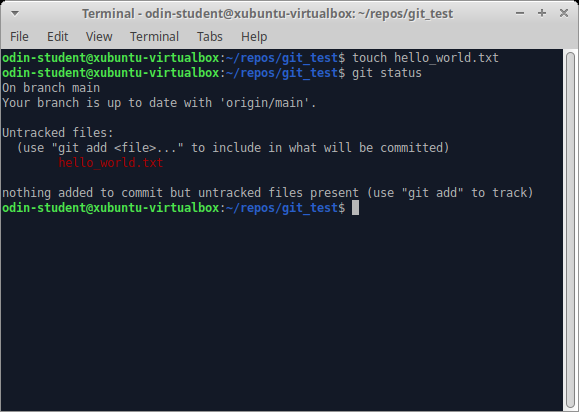 Terminal - odin-student@xubuntu-virtualbox: ~/repos/git_test
File Edit View Terminal Tabs Help
odin-student@xubuntu-virtualbox:~/repos/git_test$ touch hello_world.txt
odin-student@xubuntu-virtualbox:~/repos/git_test$ git status
On branch main
Your branch is up to date with 'origin/main'.
Untracked files:
  (use "git add <file>..." to include in what will be committed)
        hello_world.txt
nothing added to commit but untracked files present (use "git add" to track)
odin-student@xubuntu-virtualbox:~/repos/git_test$